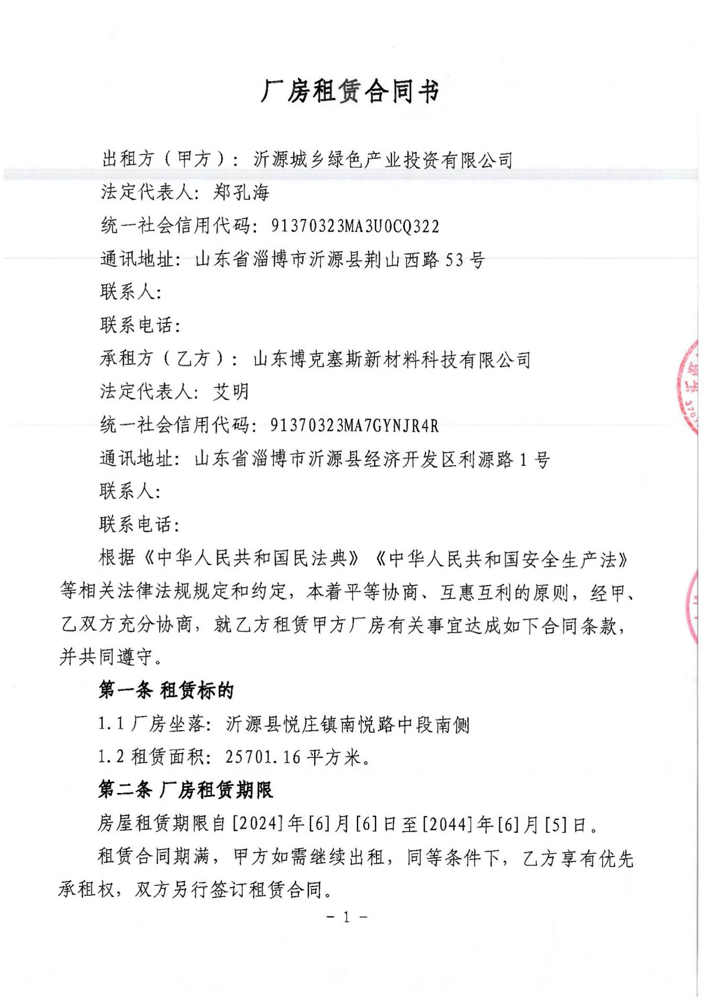 厂房租赁合同书
出租方（甲方）：沂源城乡绿色产业投资有限公司
法定代表人：郑孔海
统一社会信用代码：91370323MA3U0CQ322
通讯地址：山东省淄博市沂源县荆山西路 53 号
联系人：
联系电话：
承租方（乙方）：山东博克塞斯新材料科技有限公司
法定代表人：艾明
统一社会信用代码：91370323MA7GYNJR4R
通讯地址：山东省淄博市沂源县经济开发区利源路 1 号
联系人：
联系电话：
根据《中华人民共和国民法典》《中华人民共和国安全生产法》
等相关法律法规规定和约定，本着平等协商、互惠互利的原则，经甲、
乙双方充分协商，就乙方租赁甲方厂房有关事宜达成如下合同条款，
并共同遵守。
第一条 租赁标的
1.1 厂房坐落：沂源县悦庄镇南悦路中段南侧
1.2 租赁面积：25701.16 平方米。
第二条 厂房租赁期限
房屋租赁期限自[2024]年[6]月[6]日至[2044]年[6]月[5]日。
租赁合同期满，甲方如需继续出租，同等条件下，乙方享有优先
承租权，双方另行签订租赁合同。
- 1 -
沂源
3703